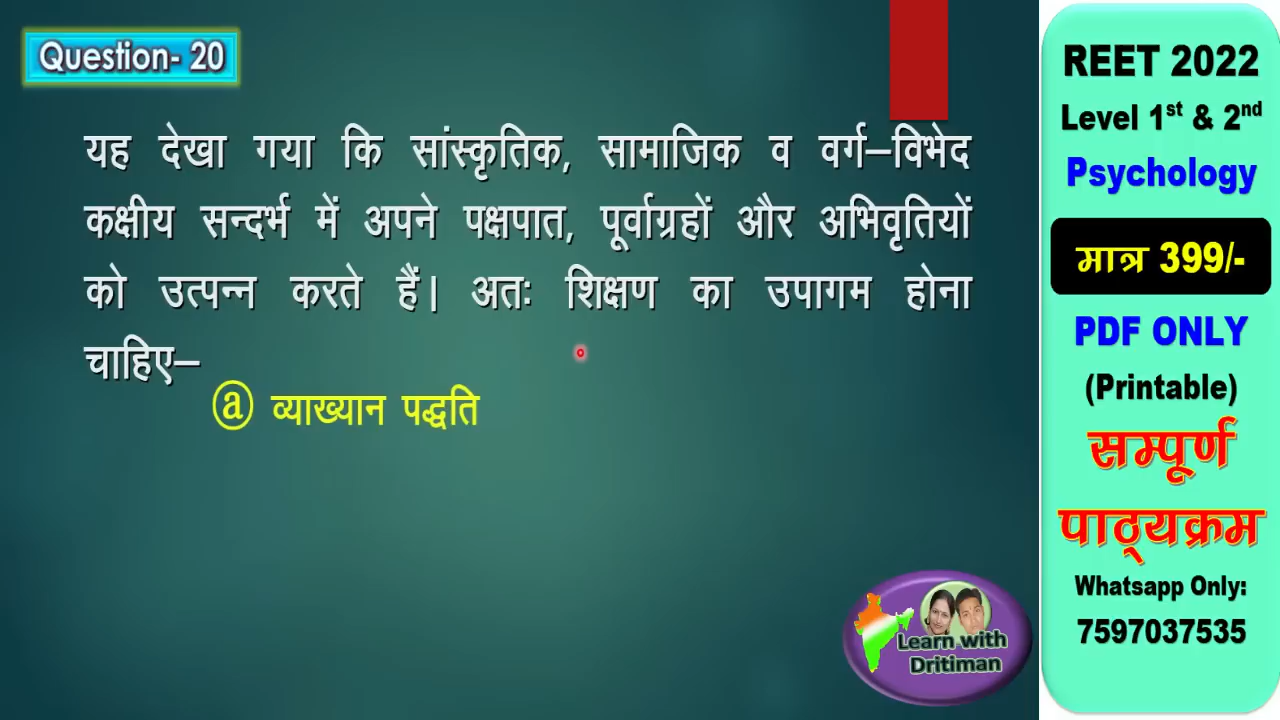 Question- 20
यह देखा गया कि सांस्कृतिक, सामाजिक व वर्ग–विभेद
कक्षीय सन्दर्भ में अपने पक्षपात, पूर्वाग्रहों और अभिवृतियों
को उत्पन्न करते हैं। अतः शिक्षण का उपागम होना
चाहिए–
ⓐ व्याख्यान पद्धति
Learn with
Dritiman
REET 2022
Level 1st & 2nd
Psychology
मात्र 399/-
PDF ONLY
(Printable)
सम्पूर्ण
पाठ्यक्रम
Whatsapp Only:
7597037535